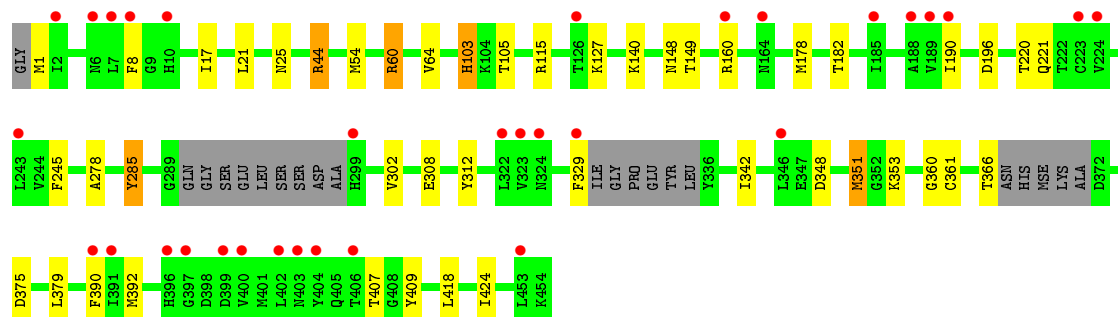 GLY M1 I2 N6 L7 F8 G9 H10 I17 L21 N25 R44 M54 R60 V64 H103 K104 T105 R115 T126 K127 K140 N148 T149 R160 N164 M178 T182 I185 A188 V189 I190 D196 T220 Q221 T222 C223 V224
L243 V244 F245 A278 Y285 G289 GLN GLY SER GLU LEU SER SER ASP ALA H299 V302 E308 Y312 L322 V323 N324 F329 ILE GLY PRO GLU TYR LEU Y336 I342 L346 E347 D348 M351 G352 K353 G360 C361 T366 ASN HIS MSE LYS ALA D372
D375 L379 F390 I391 M392 H396 G397 D398 D399 V400 M401 L402 N403 Y404 Q405 T406 T407 G408 Y409 L418 I424 L453 K454